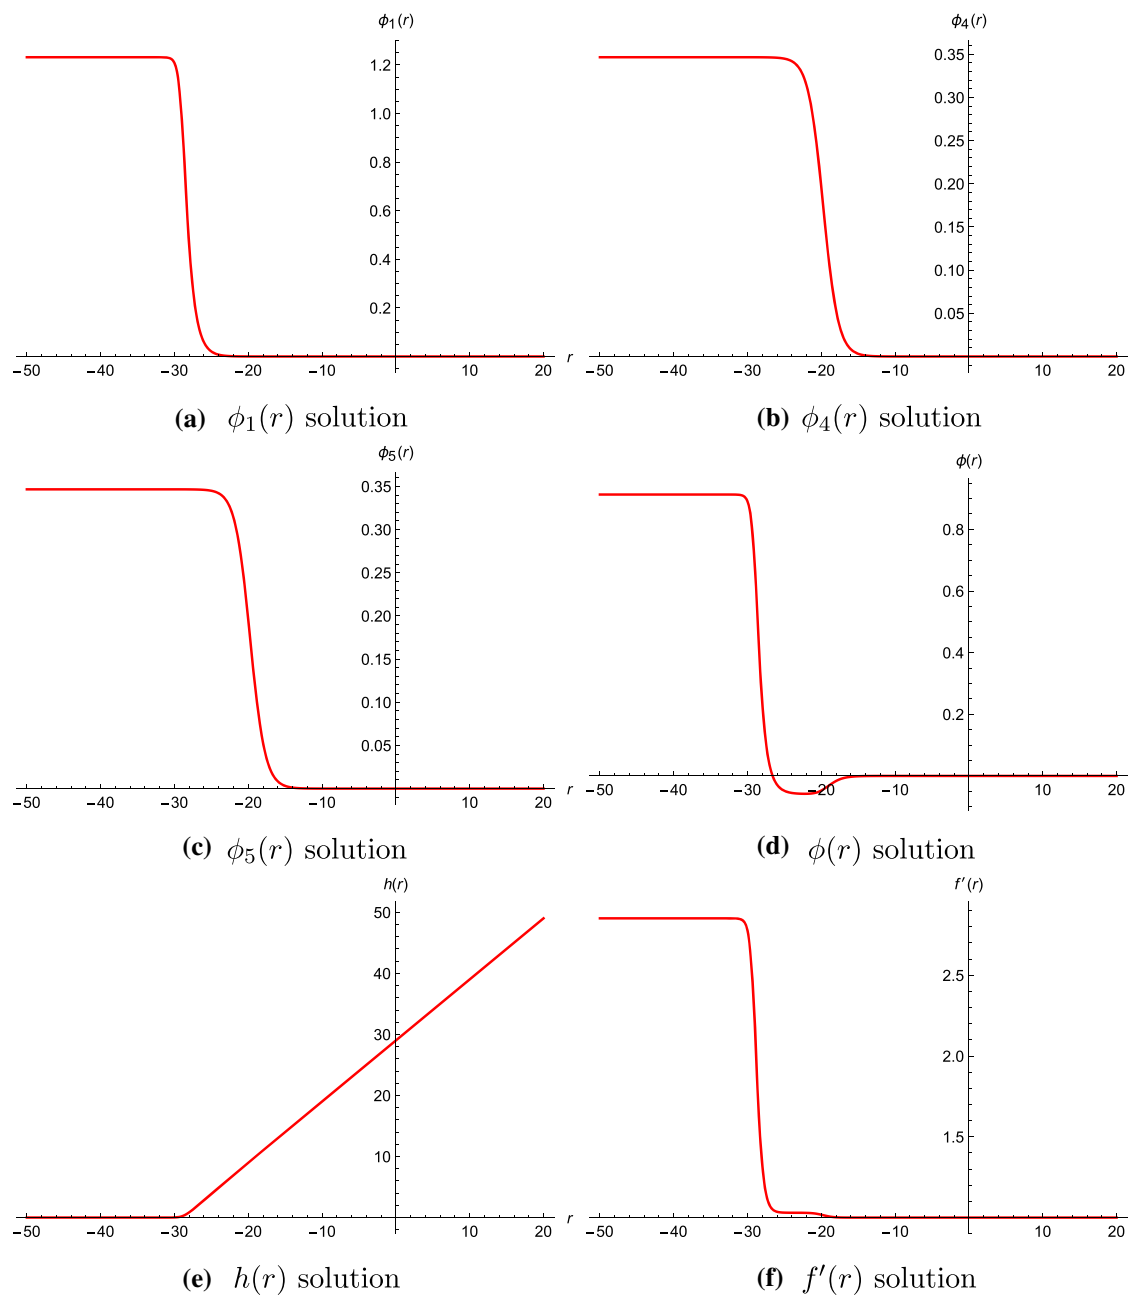 ϕ1(r)
1.2
1.0
0.8
0.6
0.4
0.2
−50 −40 −30 −20 −10 10 20 r
(a) ϕ1(r) solution
ϕ4(r)
0.35
0.30
0.25
0.20
0.15
0.10
0.05
−50 −40 −30 −20 −10 10 20
(b) ϕ4(r) solution
ϕ5(r)
0.35
0.30
0.25
0.20
0.15
0.10
0.05
−50 −40 −30 −20 −10 10 20 r
(c) ϕ5(r) solution
ϕ(r)
0.8
0.6
0.4
0.2
−50 −40 −30 −20 −10 10 20
(d) ϕ(r) solution
h(r)
50
40
30
20
10
−50 −40 −30 −20 −10 10 20 r
(e) h(r) solution
f′(r)
2.5
2.0
1.5
−50 −40 −30 −20 −10 10 20
(f) f′(r) solution